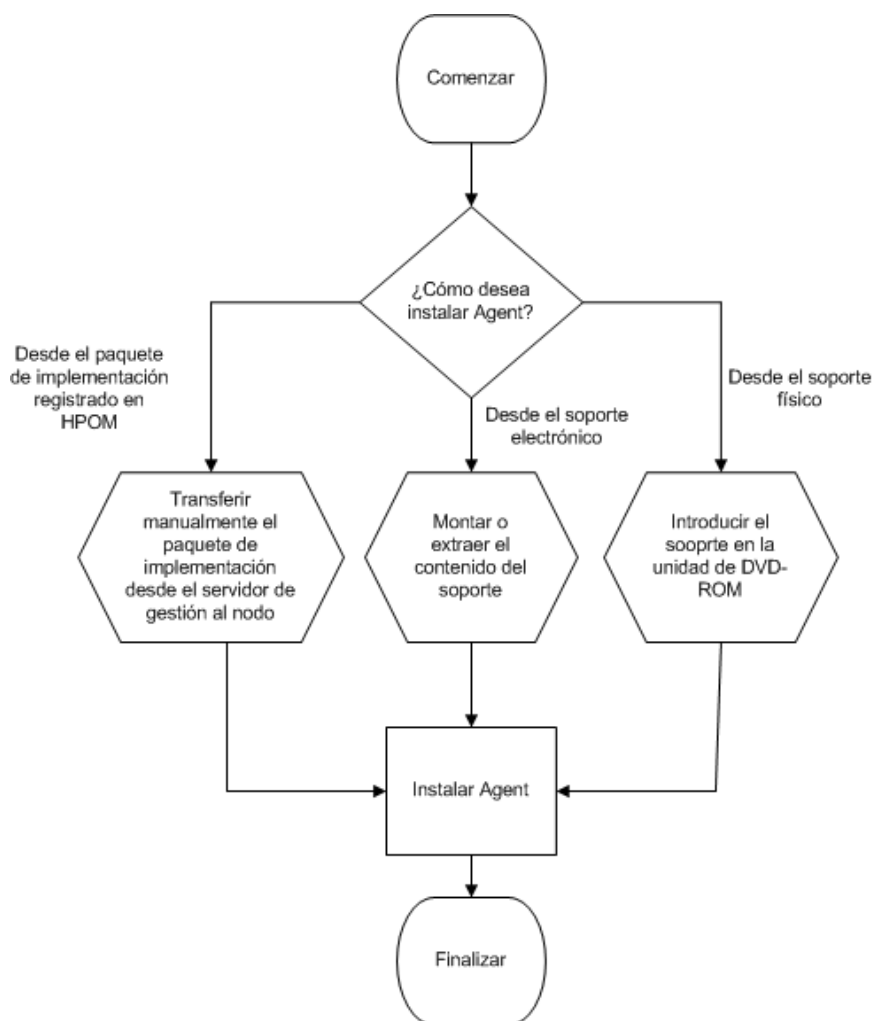 Comenzar
¿Cómo desea
instalar Agent?
Desde el paquete
de implementación
registrado en
HPOM
Desde el soporte
electrónico
Desde el soporte
físico
Transferir
manualmente el
paquete de
implementación
desde el servidor de
gestión al nodo
Montar o
extraer el
contenido del
soporte
Introducir el
sooprte en la
unidad de DVD-
ROM
Instalar Agent
Finalizar